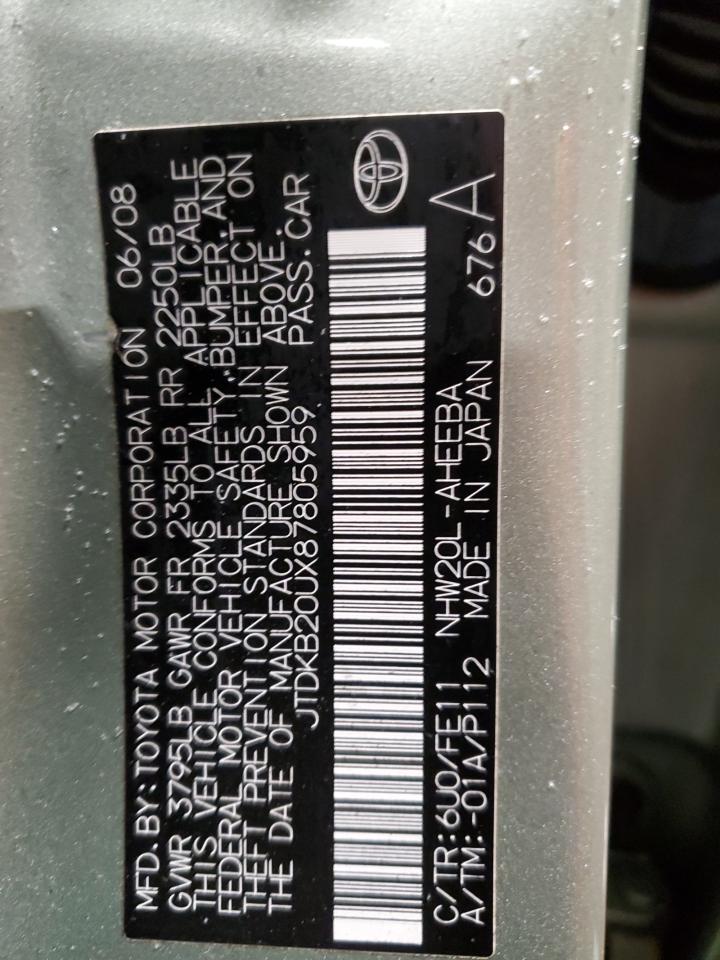 MFD.BY:TOYOTA MOTOR CORPORATION 06/08
GVWR 3795LB GAWR FR 2335LB RR 2250LB
THIS VEHICLE CONFORMS TO ALL APPLICABLE
FEDERAL MOTOR VEHICLE SAFETY, BUMPER, AND
THEFT PREVENTION STANDARDS IN EFFECT ON
THE DATE OF MANUFACTURE SHOWN ABOVE.
JTDKB20UX87805959 PASS.CAR
C/TR:6U0/FE11 NHW20L-AHEEBA
A/TM:-01A/P112 MADE IN JAPAN 676 A